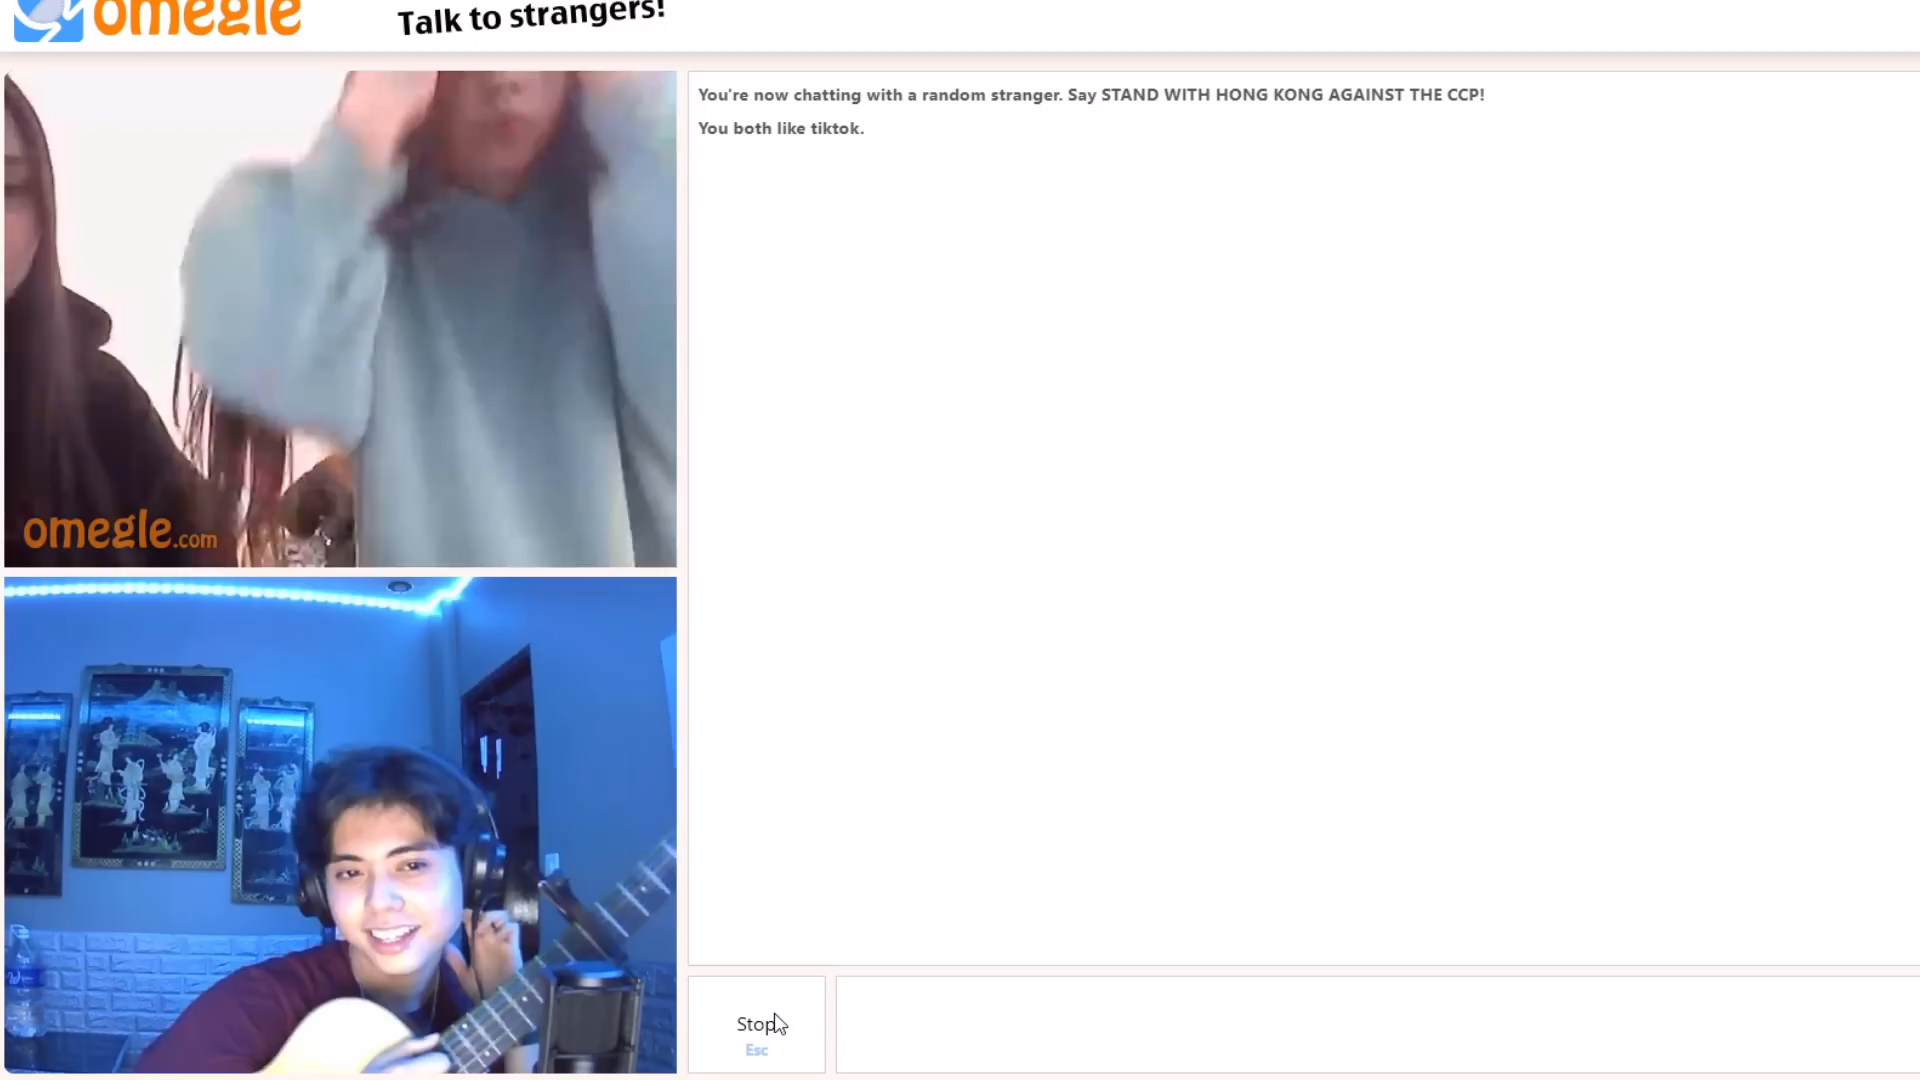 omegle
Talk to strangers!
You're now chatting with a random stranger. Say STAND WITH HONG KONG AGAINST THE CCP!
You both like tiktok.
omegle.com
Stop
Esc